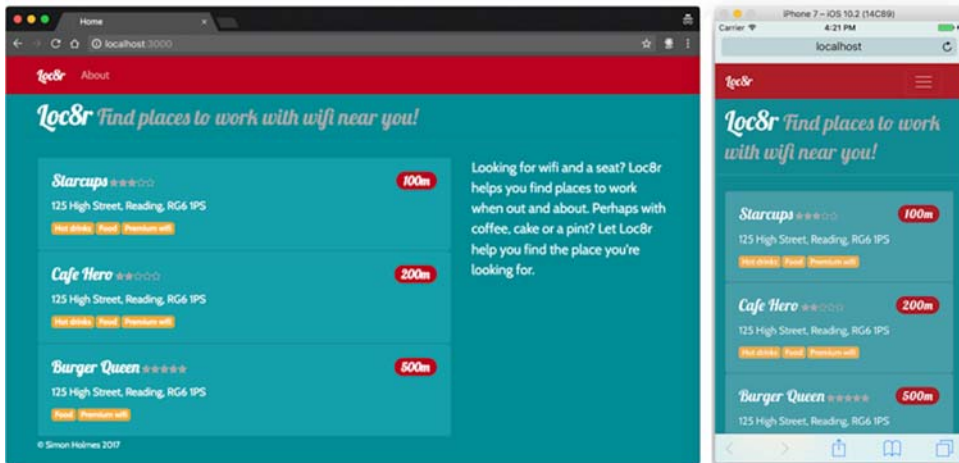 Home
localhost:3000
Loc8r About
Loc8r Find places to work with wifi near you!
Starcups
100m
125 High Street, Reading, RG6 1PS
Hot drinks Food Premium wifi
Cafe Hero
200m
125 High Street, Reading, RG6 1PS
Hot drinks Food Premium wifi
Burger Queen
500m
125 High Street, Reading, RG6 1PS
Food Premium wifi
© Simon Holmes 2017
Looking for wifi and a seat? Loc8r
helps you find places to work
when out and about. Perhaps with
coffee, cake or a pint? Let Loc8r
help you find the place you're
looking for.
iPhone 7 – iOS 10.2 (14C89)
Carrier 4:21 PM
localhost
Loc8r
Loc8r Find places to work
with wifi near you!
Starcups
100m
125 High Street, Reading, RG6 1PS
Hot drinks Food Premium wifi
Cafe Hero
200m
125 High Street, Reading, RG6 1PS
Hot drinks Food Premium wifi
Burger Queen
500m
125 High Street, Reading, RG6 1PS